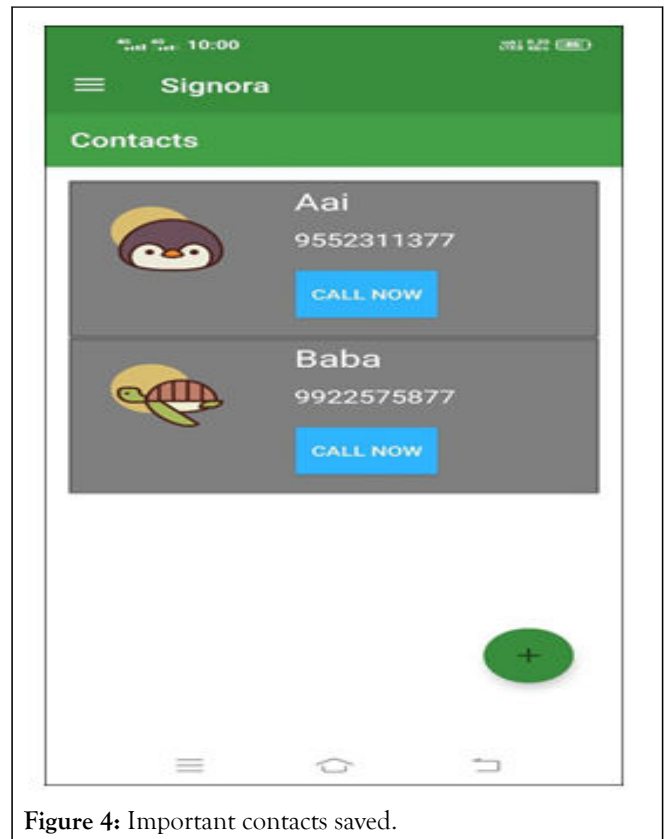 10:00
Signora
Contacts
Aai
9552311377
CALL NOW
Baba
9922575877
CALL NOW
+
Figure 4: Important contacts saved.